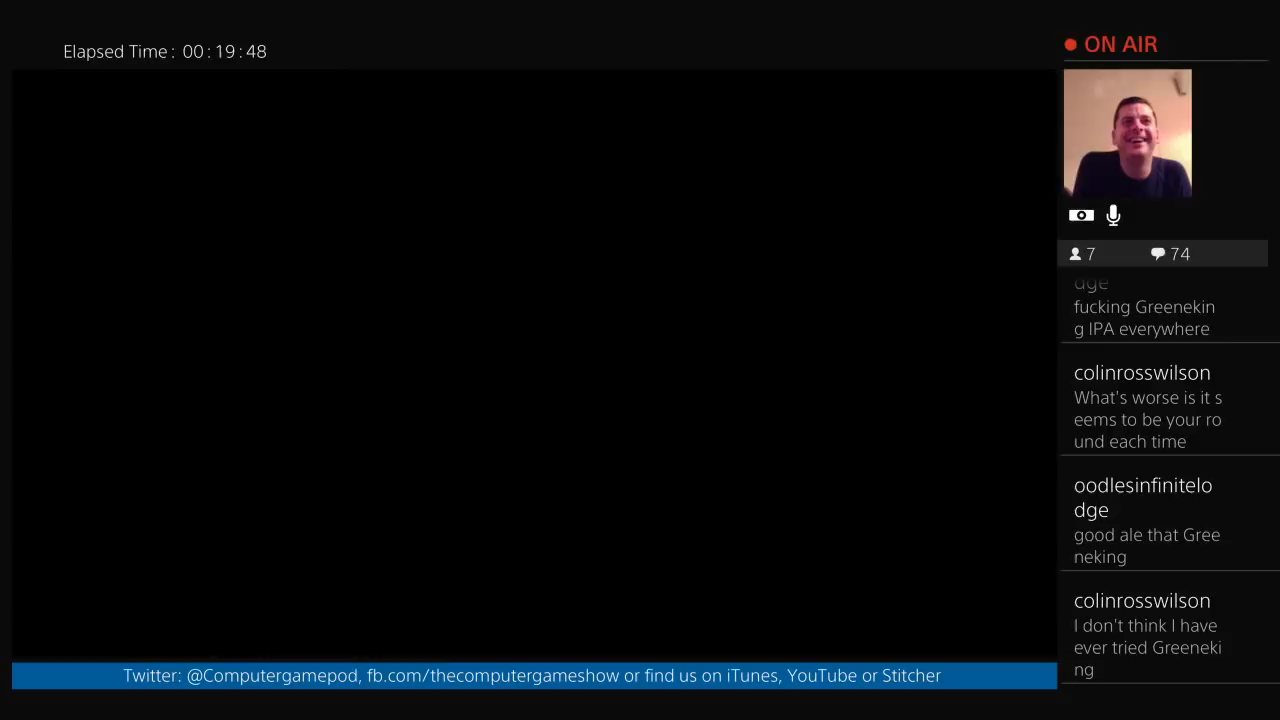 Elapsed Time: 00:19:48
ON AIR
7 74
dge
fucking Greenekin
g IPA everywhere
colinrosswilson
What's worse is it s
eems to be your ro
und each time
oodlesinfinitelo
dge
good ale that Gree
neking
colinrosswilson
I don't think I have
ever tried Greeneki
ng
Twitter: @Computergamepod, fb.com/thecomputergameshow or find us on iTunes, YouTube or Stitcher